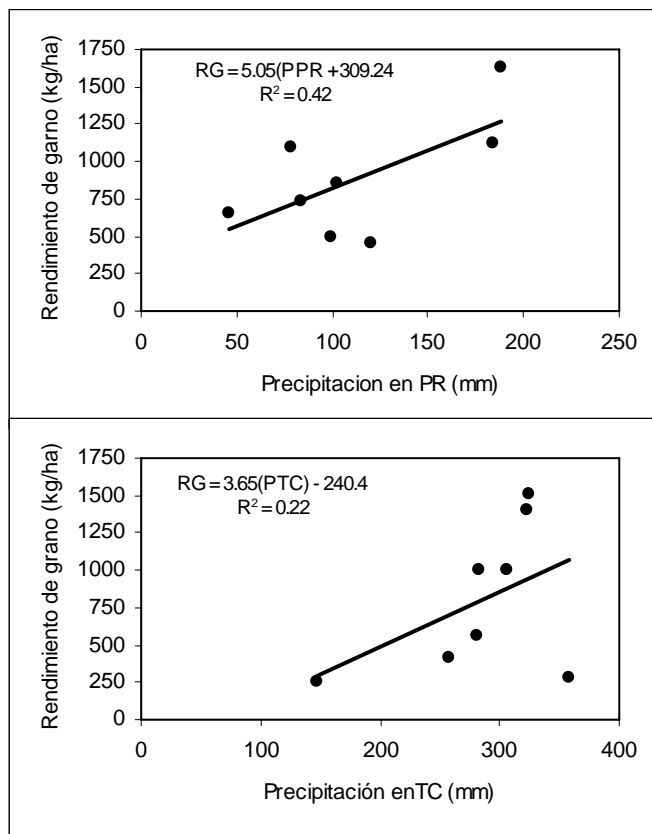 1750
1500
1250
1000
750
500
250
0
Rendimiento de garno (kg/ha)
RG = 5.05(PPR +309.24
R² = 0.42
0 50 100 150 200 250
Precipitacion en PR (mm)
1750
1500
1250
1000
750
500
250
0
Rendimiento de grano (kg/ha)
RG = 3.65(PTC) - 240.4
R² = 0.22
0 100 200 300 400
Precipitación enTC (mm)